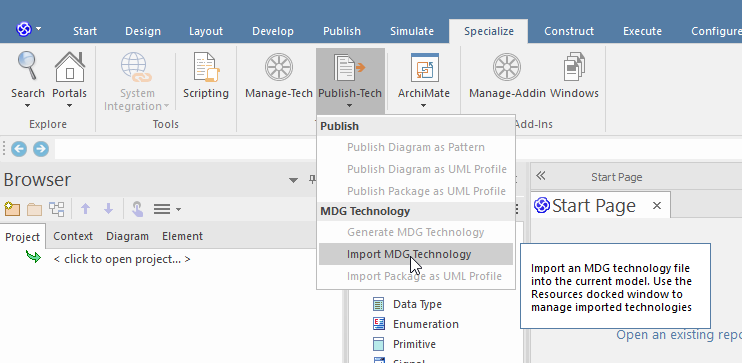 Start Design Layout Develop Publish Simulate Specialize Construct Execute Configure
Search Portals System Integration Scripting Manage-Tech Publish-Tech ArchiMate Manage-Addin Windows
Explore Tools Add-Ins
Publish
Publish Diagram as Pattern
Publish Diagram as UML Profile
Publish Package as UML Profile
MDG Technology
Generate MDG Technology
Import MDG Technology
Import Package as UML Profile
Browser
Project Context Diagram Element
< click to open project... >
Start Page
Start Page ×
Import an MDG technology file
into the current model. Use the
Resources docked window to
manage imported technologies
Data Type
Enumeration
Primitive
Signal
Open an existing repo